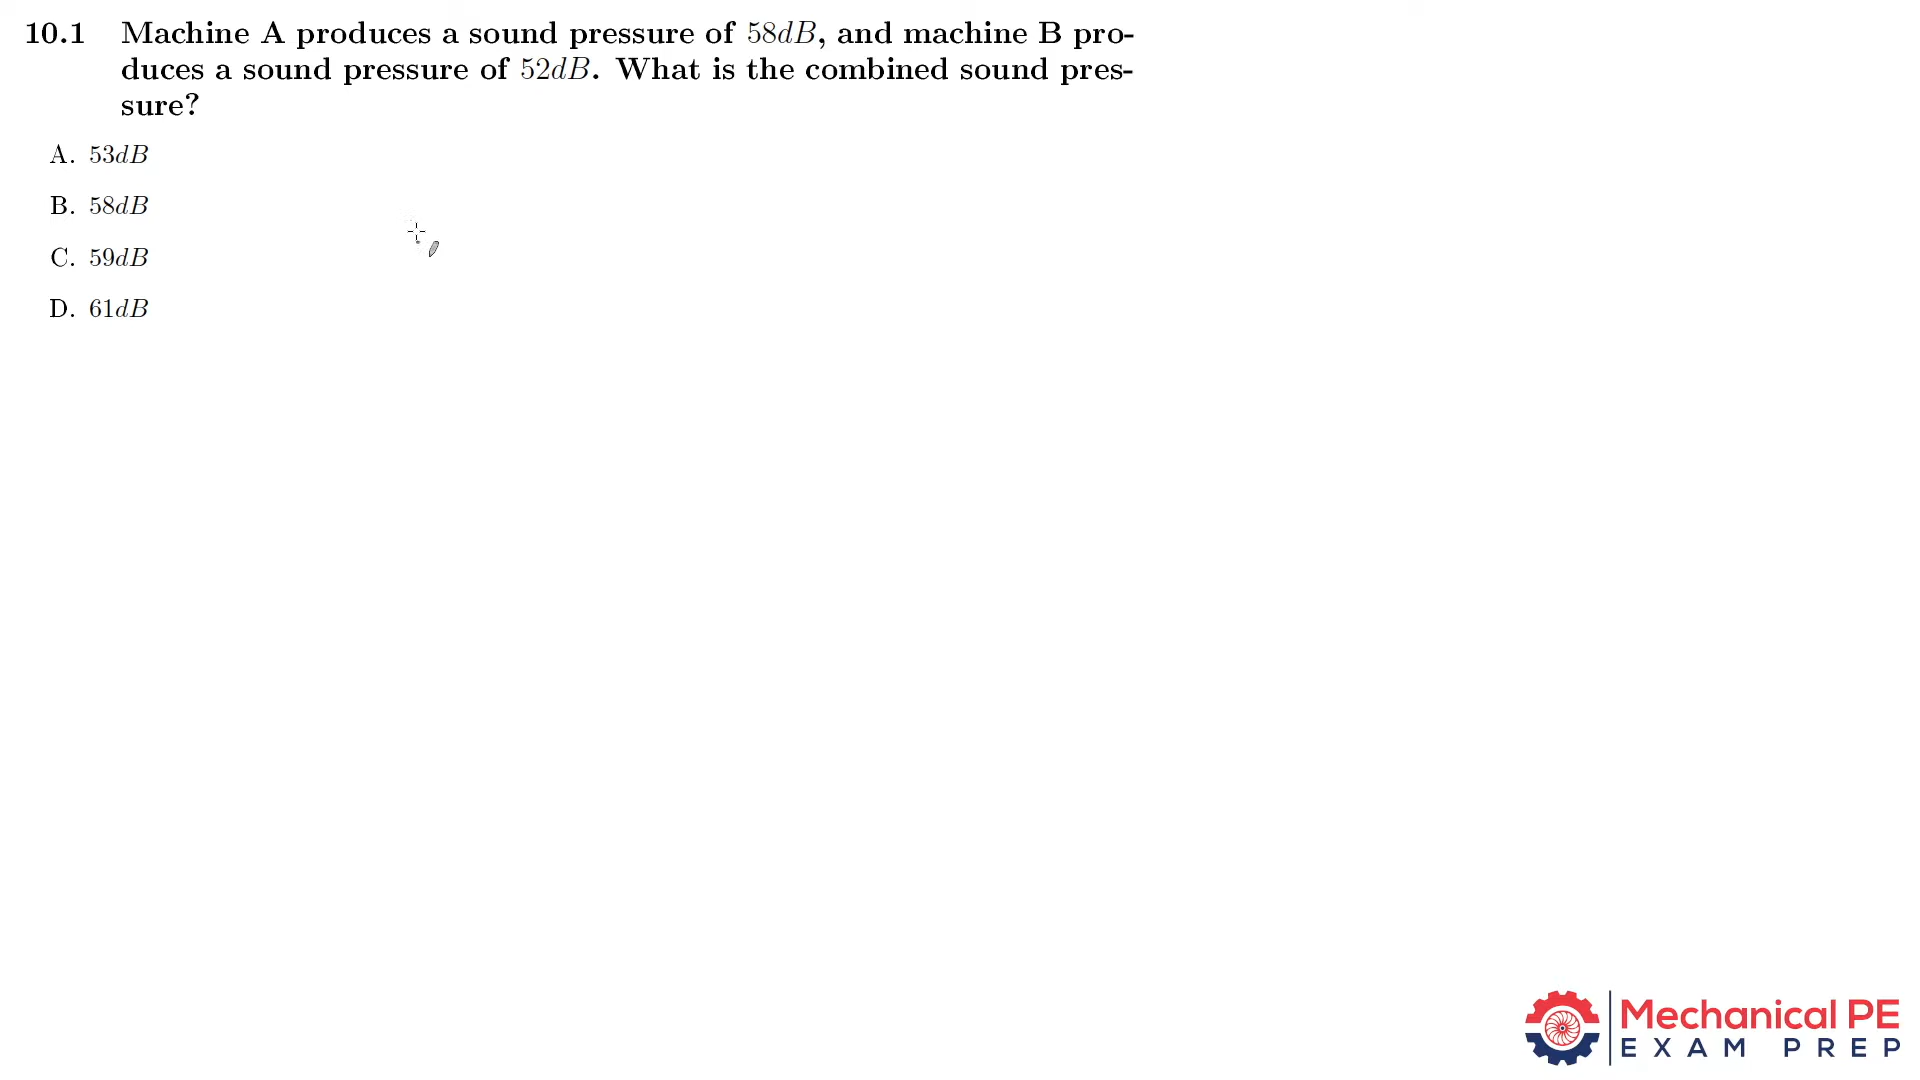 10.1 Machine A produces a sound pressure of 58dB, and machine B pro-
duces a sound pressure of 52dB. What is the combined sound pres-
sure?
A. 53dB
B. 58dB
C. 59dB
D. 61dB
Mechanical PE
EXAM PREP